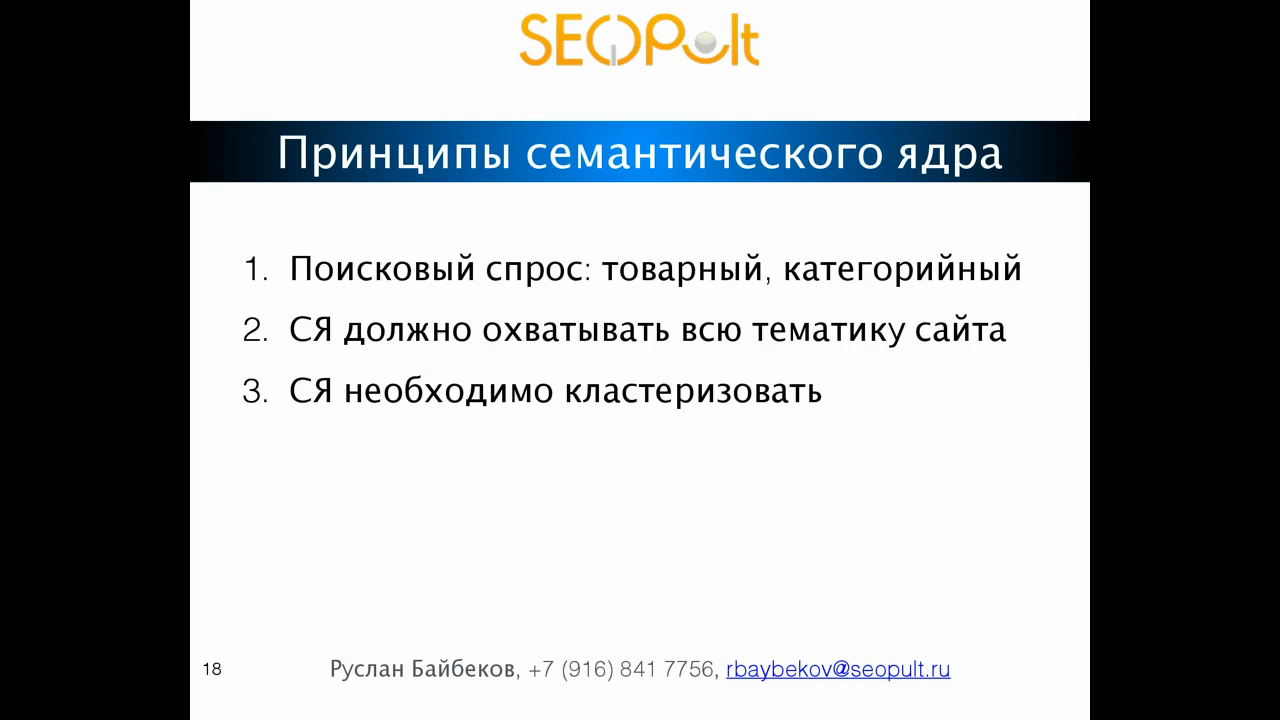 SEOPult
Принципы семантического ядра
1. Поисковый спрос: товарный, категорийный
2. СЯ должно охватывать всю тематику сайта
3. СЯ необходимо кластеризовать
18
Руслан Байбеков, +7 (916) 841 7756, rbaybekov@seopult.ru